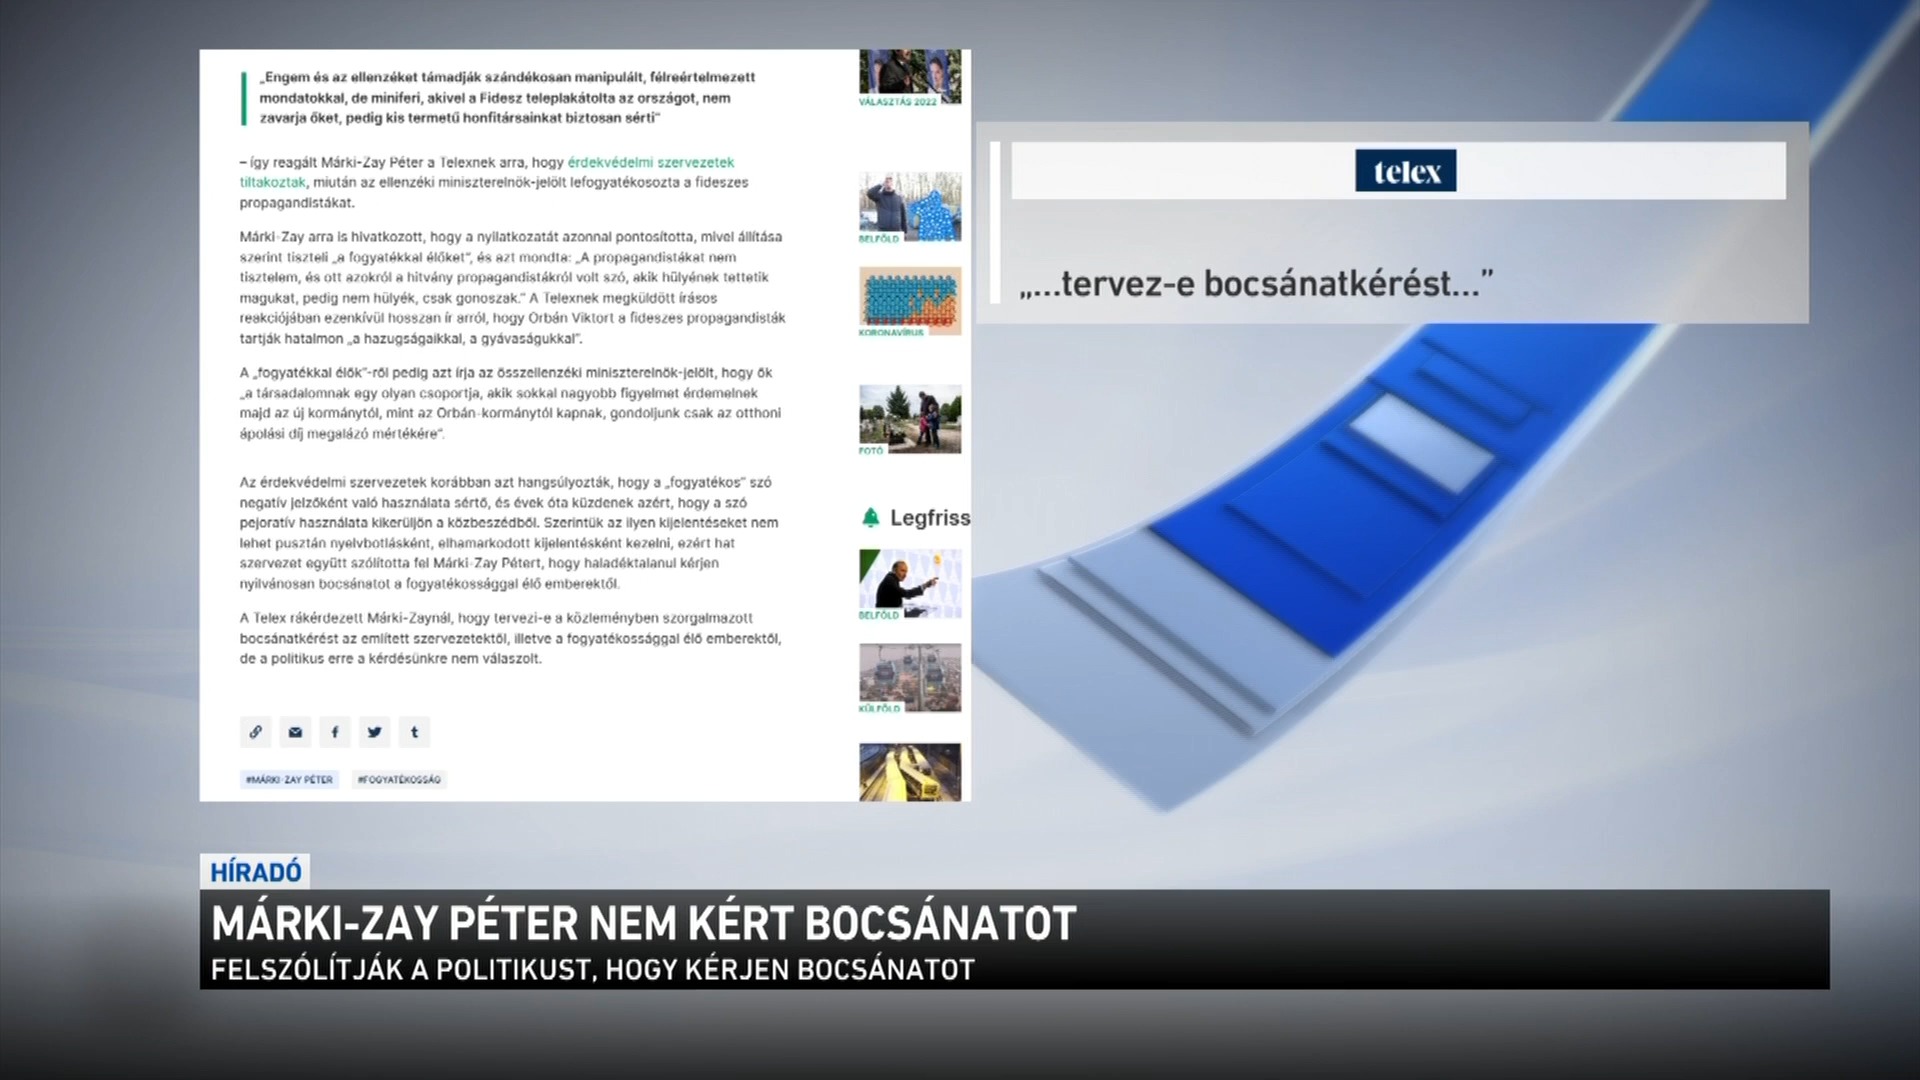 „Engem és az ellenzéket támadják szándékosan manipulált, félreértelmezett
mondatokkal, de miniferi, akivel a Fidesz teleplakátolta az országot, nem
zavarja őket, pedig kis termetű honfitársainkat biztosan sérti“
– így reagált Márki-Zay Péter a Telexnek arra, hogy érdekvédelmi szervezetek
tiltakoztak, miután az ellenzéki miniszterelnök-jelölt lefogyatékosozta a fideszes
propagandistákat.
Márki-Zay arra is hivatkozott, hogy a nyilatkozatát azonnal pontosította, mivel állítása
szerint tiszteli „a fogyatékkal élőket“, és azt mondta: „A propagandistákat nem
tisztelem, és ott azokról a hitvány propagandistákról volt szó, akik hülyének tettetik
magukat, pedig nem hülyék, csak gonoszak.“ A Telexnek megküldött írásos
reakciójában ezenkívül hosszan ír arról, hogy Orbán Viktort a fideszes propagandisták
tartják hatalmon „a hazugságaikkal, a gyávaságukkal“.
A „fogyatékkal élők“-ről pedig azt írja az összellenzéki miniszterelnök-jelölt, hogy ők
„a társadalomnak egy olyan csoportja, akik sokkal nagyobb figyelmet érdemelnek
majd az új kormánytól, mint az Orbán-kormánytól kapnak, gondoljunk csak az otthoni
ápolási díj megalázó mértékére“.
Az érdekvédelmi szervezetek korábban azt hangsúlyozták, hogy a „fogyatékos“ szó
negatív jelzőként való használata sértő, és évek óta küzdenek azért, hogy a szó
pejoratív használata kikerüljön a közbeszédből. Szerintük az ilyen kijelentéseket nem
lehet pusztán nyelvbotlásként, elhamarkodott kijelentésként kezelni, ezért hat
szervezet együtt szólította fel Márki-Zay Pétert, hogy haladéktalanul kérjen
nyilvánosan bocsánatot a fogyatékossággal élő emberektől.
A Telex rákérdezett Márki-Zaynál, hogy tervezi-e a közleményben szorgalmazott
bocsánatkérést az említett szervezetektől, illetve a fogyatékossággal élő emberektől,
de a politikus erre a kérdésünkre nem válaszolt.
#MÁRKI-ZAY PÉTER #FOGYATÉKOSSÁG
VÁLASZTÁS 2022
BELFÖLD
KORONAVÍRUS
FOTÓ
Legfriss
BELFÖLD
KÜLFÖLD
telex
„...tervez-e bocsánatkérést...”
HÍRADÓ
MÁRKI-ZAY PÉTER NEM KÉRT BOCSÁNATOT
FELSZÓLÍTJÁK A POLITIKUST, HOGY KÉRJEN BOCSÁNATOT